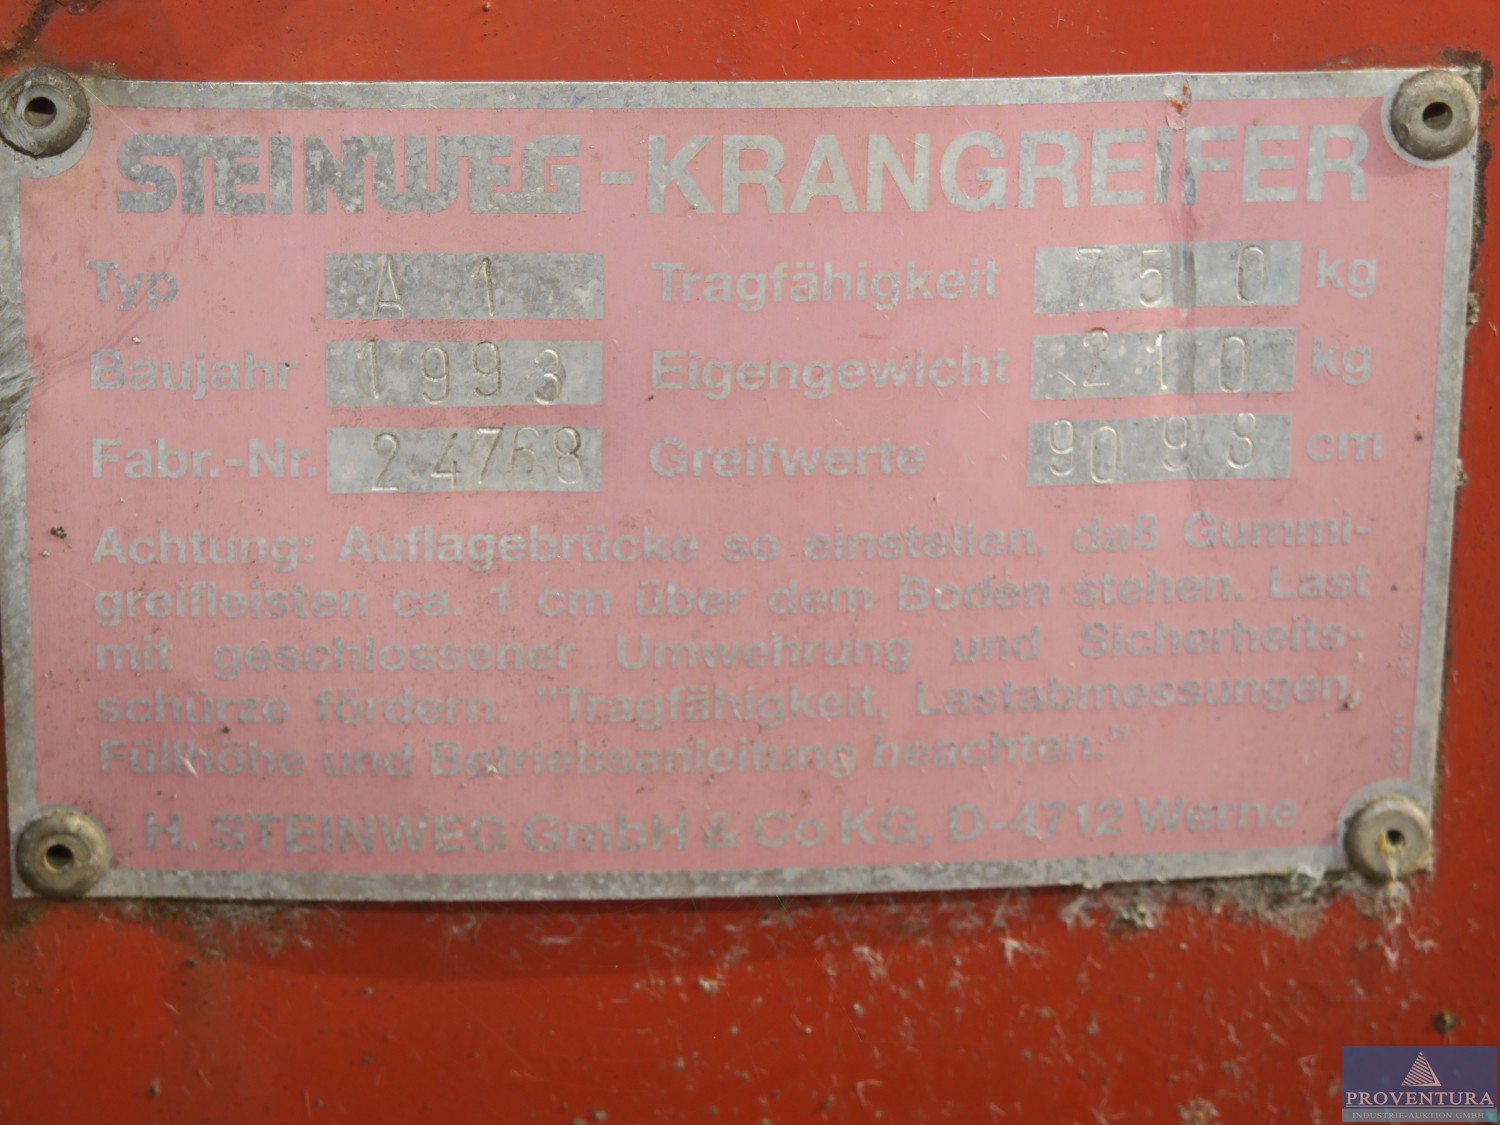 STEINWEG-KRANGREIFER
Typ A 1 Tragfähigkeit 750 kg
Baujahr 1993 Eigengewicht 210 kg
Fabr.-Nr. 24768 Greifwerte 90 98 cm
Achtung: Auflagebrücke so einstellen, daß Gummi-
greifleisten ca. 1 cm über dem Boden stehen. Last
mit geschlossener Umwehrung und Sicherheits-
schürze fördern. "Tragfähigkeit, Lastabmessungen,
Füllhöhe und Betriebsanleitung beachten."
H. STEINWEG GmbH & Co KG, D-4712 Werne
PROVENTURA
INDUSTRIE-AUKTION GMBH